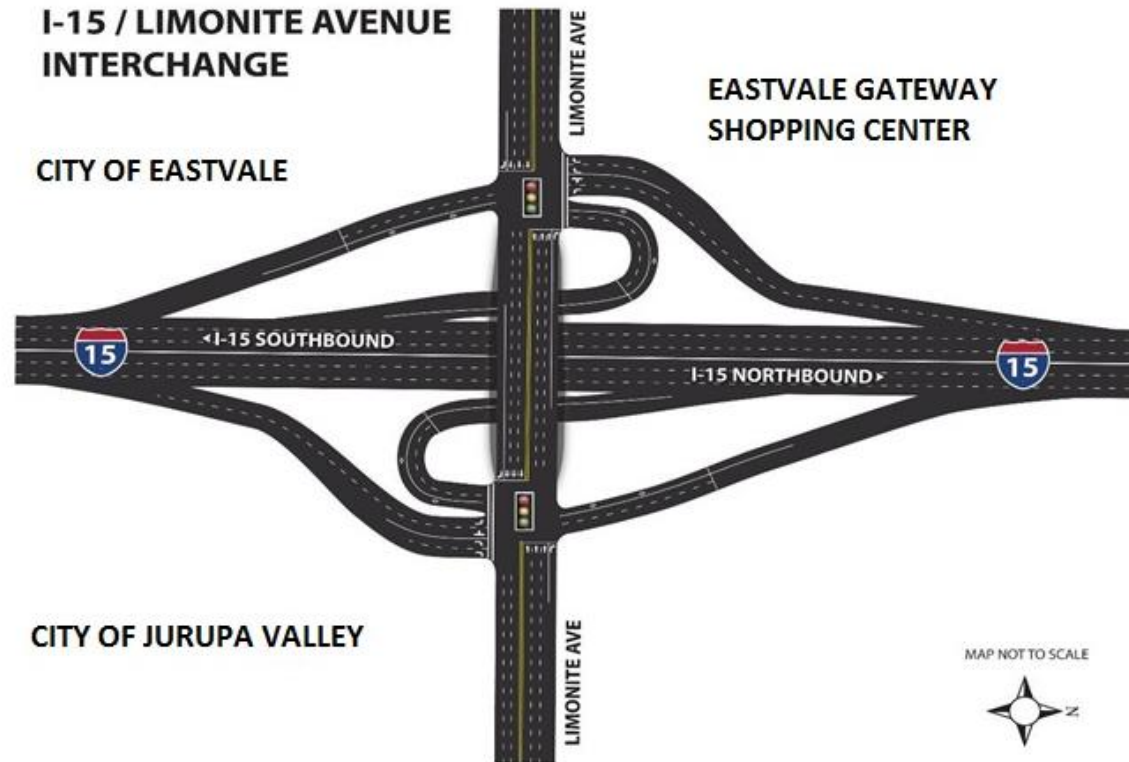 I-15 / LIMONITE AVENUE
INTERCHANGE
LIMONITE AVE
EASTVALE GATEWAY
SHOPPING CENTER
CITY OF EASTVALE
15
◂I-15 SOUTHBOUND
I-15 NORTHBOUND▸
15
CITY OF JURUPA VALLEY
LIMONITE AVE
MAP NOT TO SCALE
N